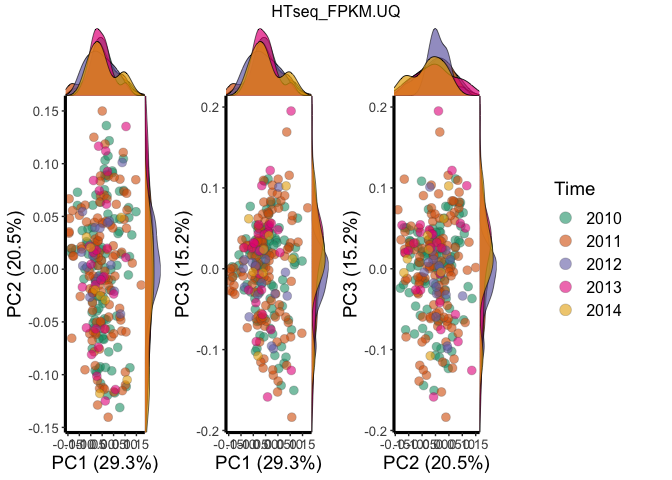 HTseq_FPKM.UQ
0.15
0.10
0.05
0.00
-0.05
-0.10
-0.15
PC2 (20.5%)
PC1 (29.3%)
0.2
0.1
0.0
-0.1
-0.2
PC3 (15.2%)
PC1 (29.3%)
0.2
0.1
0.0
-0.1
-0.2
PC3 (15.2%)
PC2 (20.5%)
Time
2010
2011
2012
2013
2014